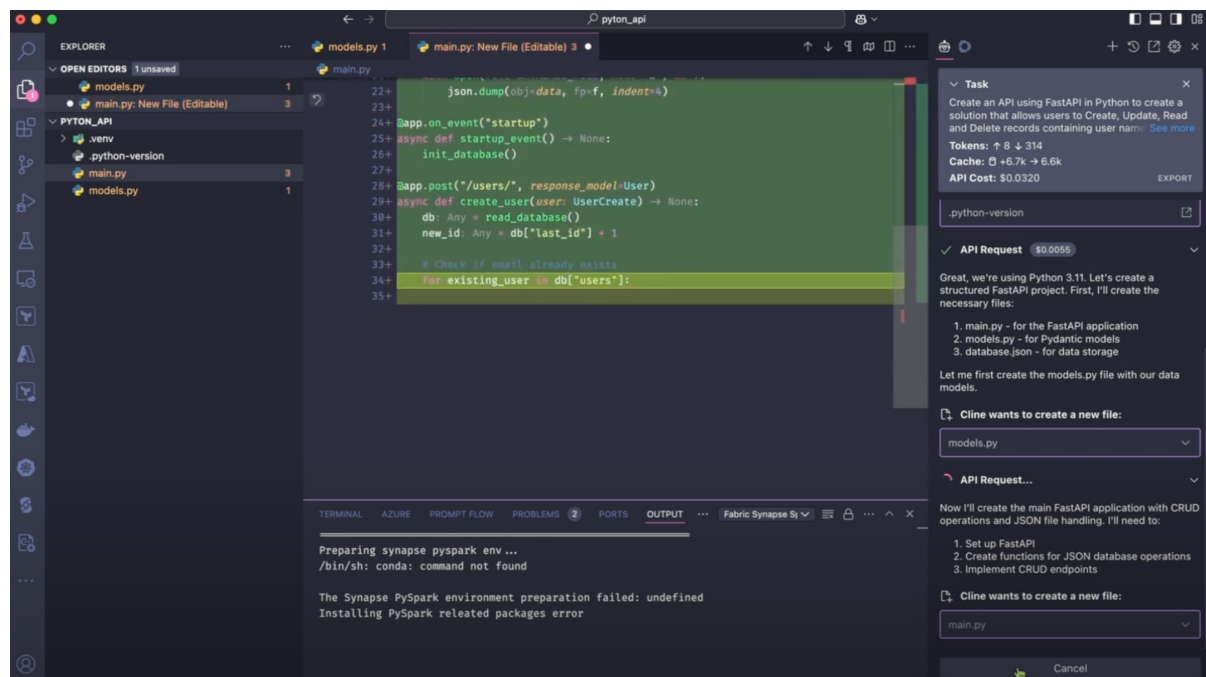 pyton_api
EXPLORER
OPEN EDITORS 1 unsaved
models.py 1
main.py: New File (Editable) 3
PYTON_API
.venv
.python-version
main.py 3
models.py 1
models.py 1
main.py: New File (Editable) 3
main.py
22+ json.dump(obj=data, fp=f, indent=4)
23+
24+ @app.on_event("startup")
25+ async def startup_event() → None:
26+ init_database()
27+
28+ @app.post("/users/", response_model=User)
29+ async def create_user(user: UserCreate) → None:
30+ db: Any = read_database()
31+ new_id: Any = db["last_id"] + 1
32+
33+ # Check if email already exists
34+ for existing_user in db["users"]:
35+
TERMINAL AZURE PROMPT FLOW PROBLEMS 2 PORTS OUTPUT ... Fabric Synapse Sp
Preparing synapse pyspark env...
/bin/sh: conda: command not found
The Synapse PySpark environment preparation failed: undefined
Installing PySpark releated packages error
Task
Create an API using FastAPI in Python to create a
solution that allows users to Create, Update, Read
and Delete records containing user name See more
Tokens: ↑ 8 ↓ 314
Cache: +6.7k → 6.6k
API Cost: $0.0320 EXPORT
.python-version
API Request $0.0055
Great, we're using Python 3.11. Let's create a
structured FastAPI project. First, I'll create the
necessary files:
1. main.py - for the FastAPI application
2. models.py - for Pydantic models
3. database.json - for data storage
Let me first create the models.py file with our data
models.
Cline wants to create a new file:
models.py
API Request...
Now I'll create the main FastAPI application with CRUD
operations and JSON file handling. I'll need to:
1. Set up FastAPI
2. Create functions for JSON database operations
3. Implement CRUD endpoints
Cline wants to create a new file:
main.py
Cancel